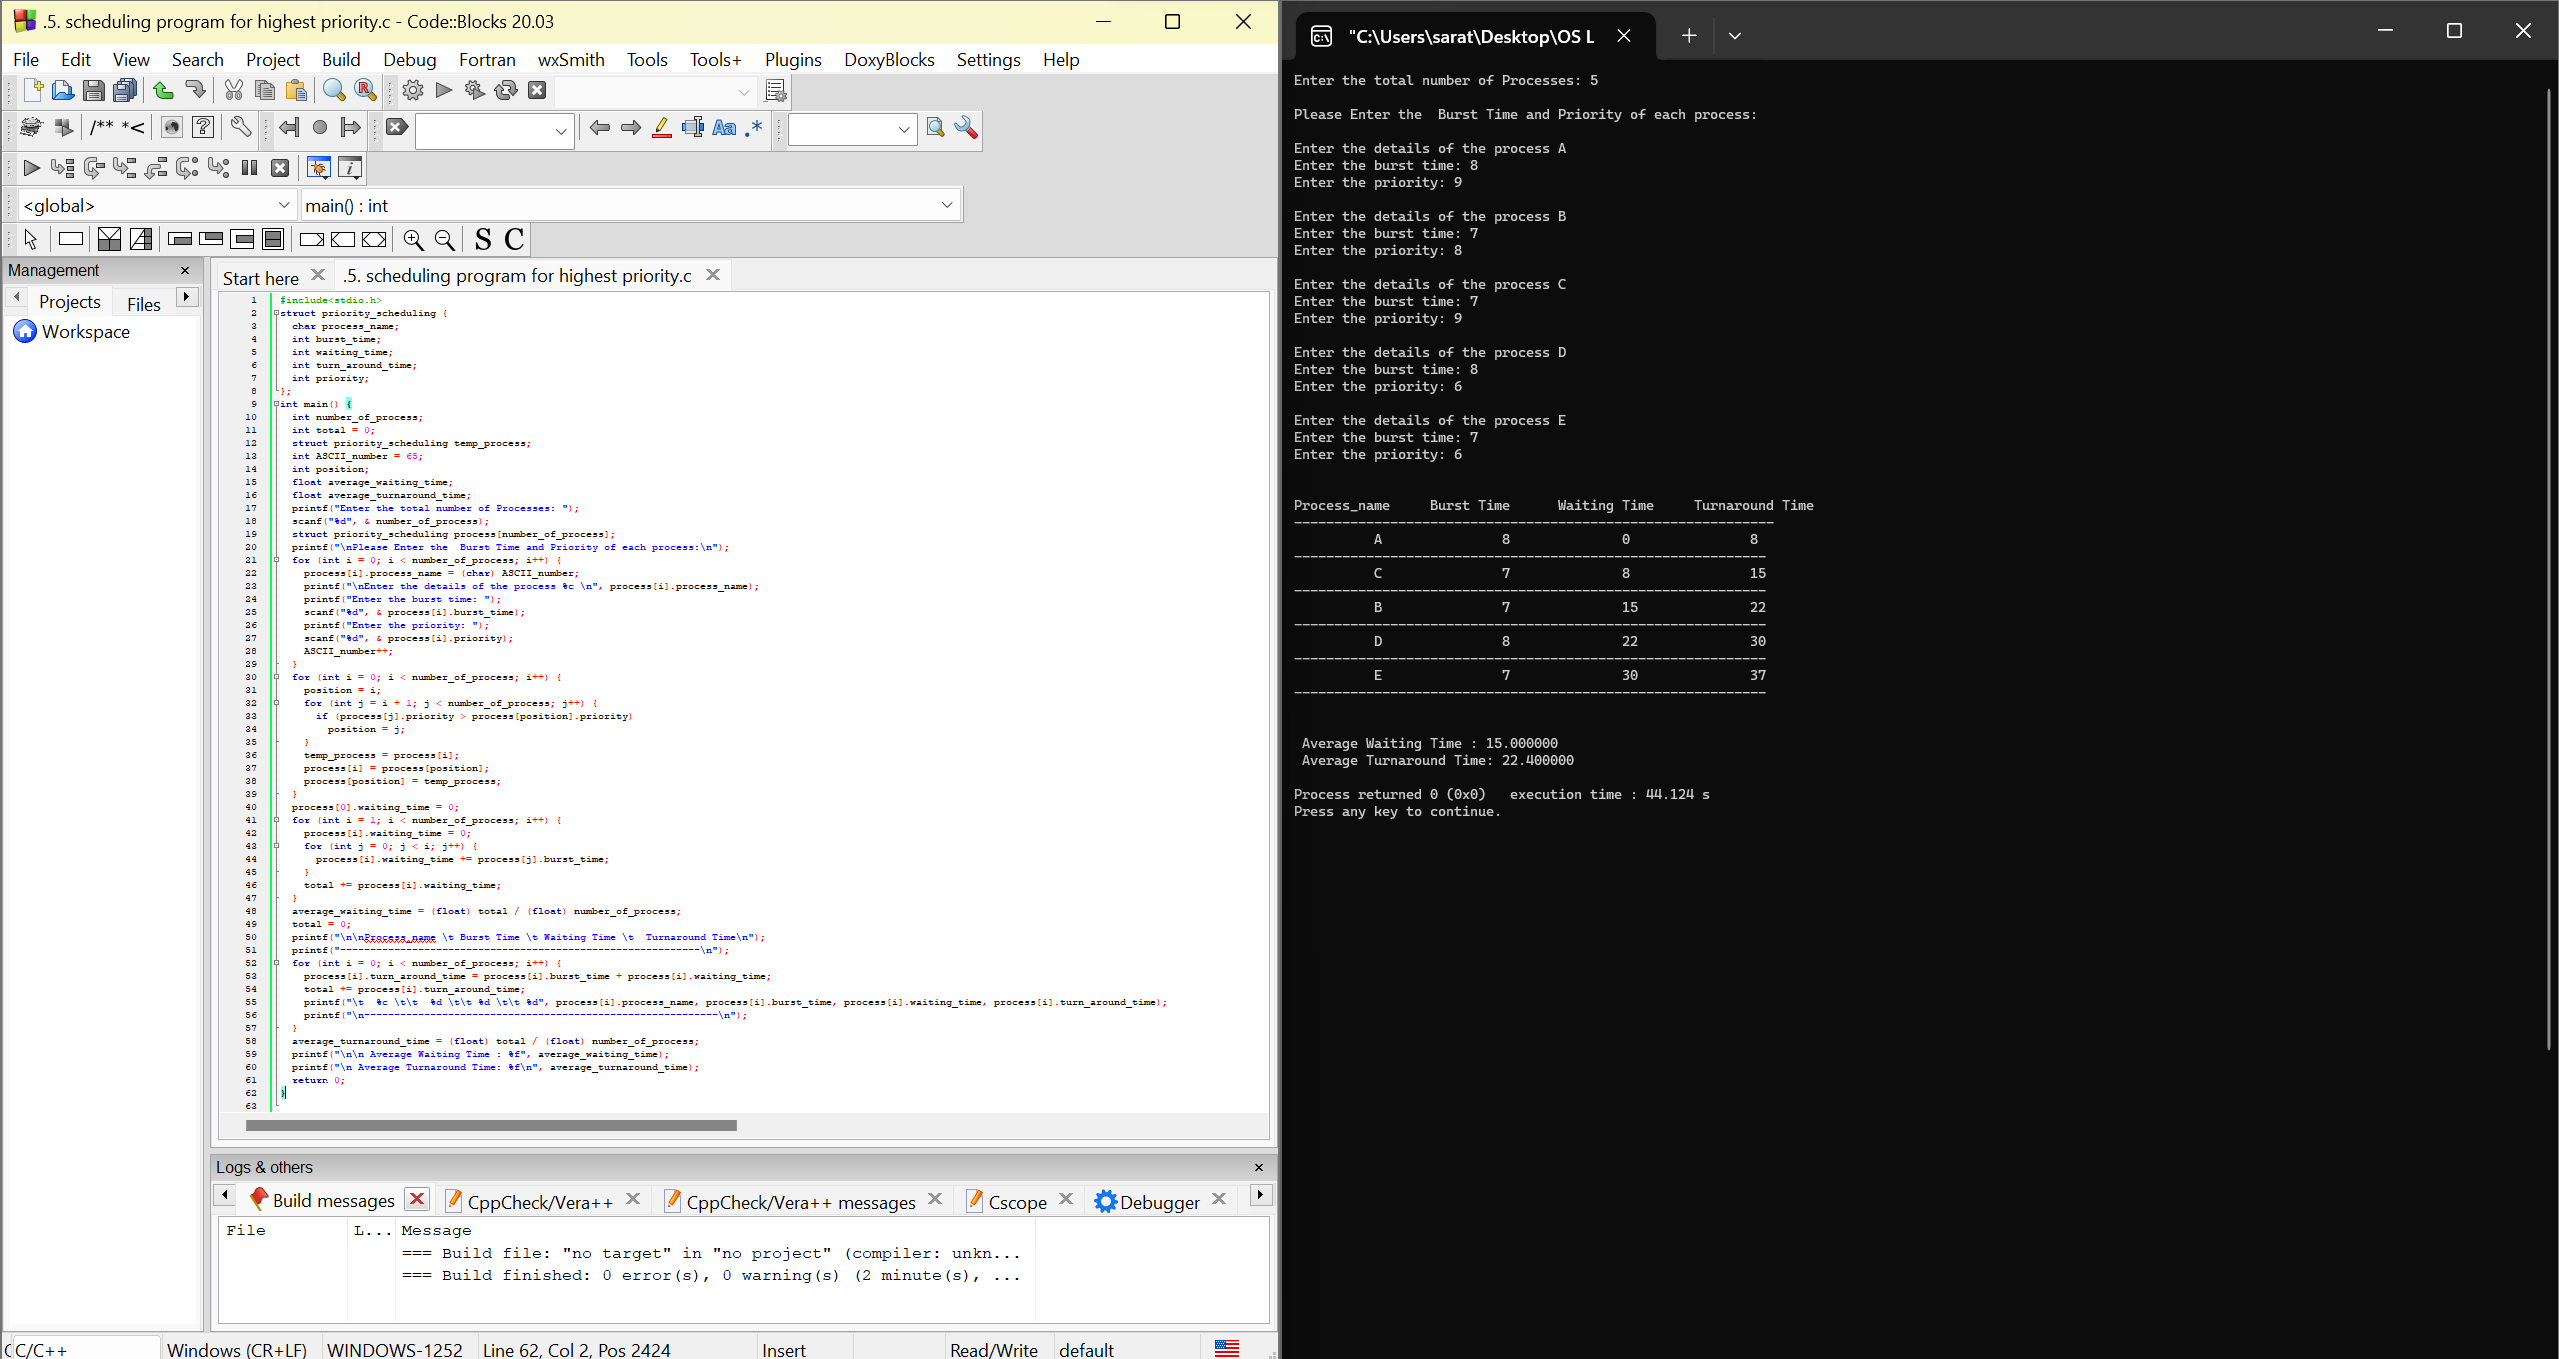 .5. scheduling program for highest priority.c - Code::Blocks 20.03
File Edit View Search Project Build Debug Fortran wxSmith Tools Tools+ Plugins DoxyBlocks Settings Help
/** *<
Aa .*
<global> main() : int
S C
Management
Projects Files
Workspace
Start here .5. scheduling program for highest priority.c
1 #include<stdio.h>
2 struct priority_scheduling {
3 char process_name;
4 int burst_time;
5 int waiting_time;
6 int turn_around_time;
7 int priority;
8 };
9 int main() {
10 int number_of_process;
11 int total = 0;
12 struct priority_scheduling temp_process;
13 int ASCII_number = 65;
14 int position;
15 float average_waiting_time;
16 float average_turnaround_time;
17 printf("Enter the total number of Processes: ");
18 scanf("%d", & number_of_process);
19 struct priority_scheduling process[number_of_process];
20 printf("\nPlease Enter the  Burst Time and Priority of each process:\n");
21 for (int i = 0; i < number_of_process; i++) {
22 process[i].process_name = (char) ASCII_number;
23 printf("\nEnter the details of the process %c \n", process[i].process_name);
24 printf("Enter the burst time: ");
25 scanf("%d", & process[i].burst_time);
26 printf("Enter the priority: ");
27 scanf("%d", & process[i].priority);
28 ASCII_number++;
29 }
30 for (int i = 0; i < number_of_process; i++) {
31 position = i;
32 for (int j = i + 1; j < number_of_process; j++) {
33 if (process[j].priority > process[position].priority)
34 position = j;
35 }
36 temp_process = process[i];
37 process[i] = process[position];
38 process[position] = temp_process;
39 }
40 process[0].waiting_time = 0;
41 for (int i = 1; i < number_of_process; i++) {
42 process[i].waiting_time = 0;
43 for (int j = 0; j < i; j++) {
44 process[i].waiting_time += process[j].burst_time;
45 }
46 total += process[i].waiting_time;
47 }
48 average_waiting_time = (float) total / (float) number_of_process;
49 total = 0;
50 printf("\n\nProcess_name \t Burst Time \t Waiting Time \t  Turnaround Time\n");
51 printf("------------------------------------------------------------\n");
52 for (int i = 0; i < number_of_process; i++) {
53 process[i].turn_around_time = process[i].burst_time + process[i].waiting_time;
54 total += process[i].turn_around_time;
55 printf("\t  %c \t\t  %d \t\t %d \t\t %d", process[i].process_name, process[i].burst_time, process[i].waiting_time, process[i].turn_around_time);
56 printf("\n-----------------------------------------------------------\n");
57 }
58 average_turnaround_time = (float) total / (float) number_of_process;
59 printf("\n\n Average Waiting Time : %f", average_waiting_time);
60 printf("\n Average Turnaround Time: %f\n", average_turnaround_time);
61 return 0;
62 }
63
Logs & others
Build messages CppCheck/Vera++ CppCheck/Vera++ messages Cscope Debugger
File L... Message
=== Build file: "no target" in "no project" (compiler: unkn...
=== Build finished: 0 error(s), 0 warning(s) (2 minute(s), ...
C/C++ Windows (CR+LF) WINDOWS-1252 Line 62, Col 2, Pos 2424 Insert Read/Write default
"C:\Users\sarat\Desktop\OS L
Enter the total number of Processes: 5
Please Enter the  Burst Time and Priority of each process:
Enter the details of the process A
Enter the burst time: 8
Enter the priority: 9
Enter the details of the process B
Enter the burst time: 7
Enter the priority: 8
Enter the details of the process C
Enter the burst time: 7
Enter the priority: 9
Enter the details of the process D
Enter the burst time: 8
Enter the priority: 6
Enter the details of the process E
Enter the burst time: 7
Enter the priority: 6
Process_name Burst Time Waiting Time Turnaround Time
------------------------------------------------------------
A 8 0 8
-----------------------------------------------------------
C 7 8 15
-----------------------------------------------------------
B 7 15 22
-----------------------------------------------------------
D 8 22 30
-----------------------------------------------------------
E 7 30 37
-----------------------------------------------------------
Average Waiting Time : 15.000000
Average Turnaround Time: 22.400000
Process returned 0 (0x0)   execution time : 44.124 s
Press any key to continue.